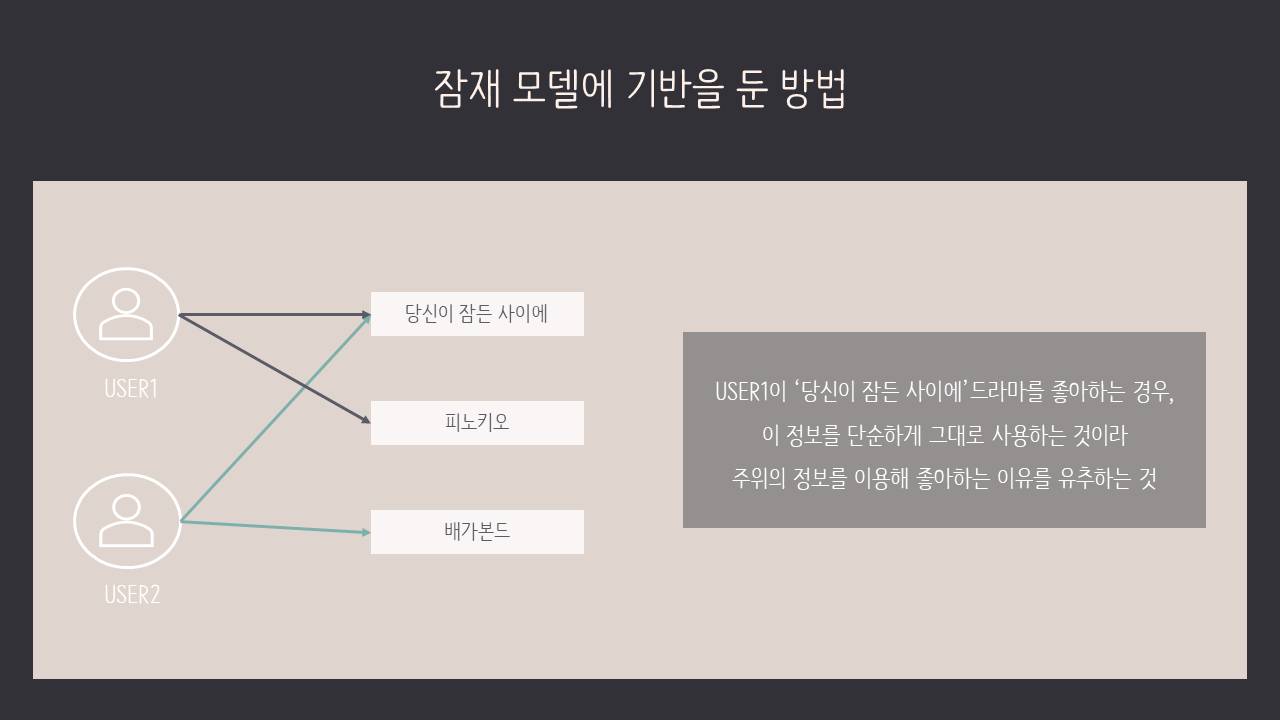 잠재 모델에 기반을 둔 방법
당신이 잠든 사이에
피노키오
배가본드
USER1
USER2
USER1이 ‘당신이 잠든 사이에’드라마를 좋아하는 경우,
이 정보를 단순하게 그대로 사용하는 것이라
주위의 정보를 이용해 좋아하는 이유를 유추하는 것